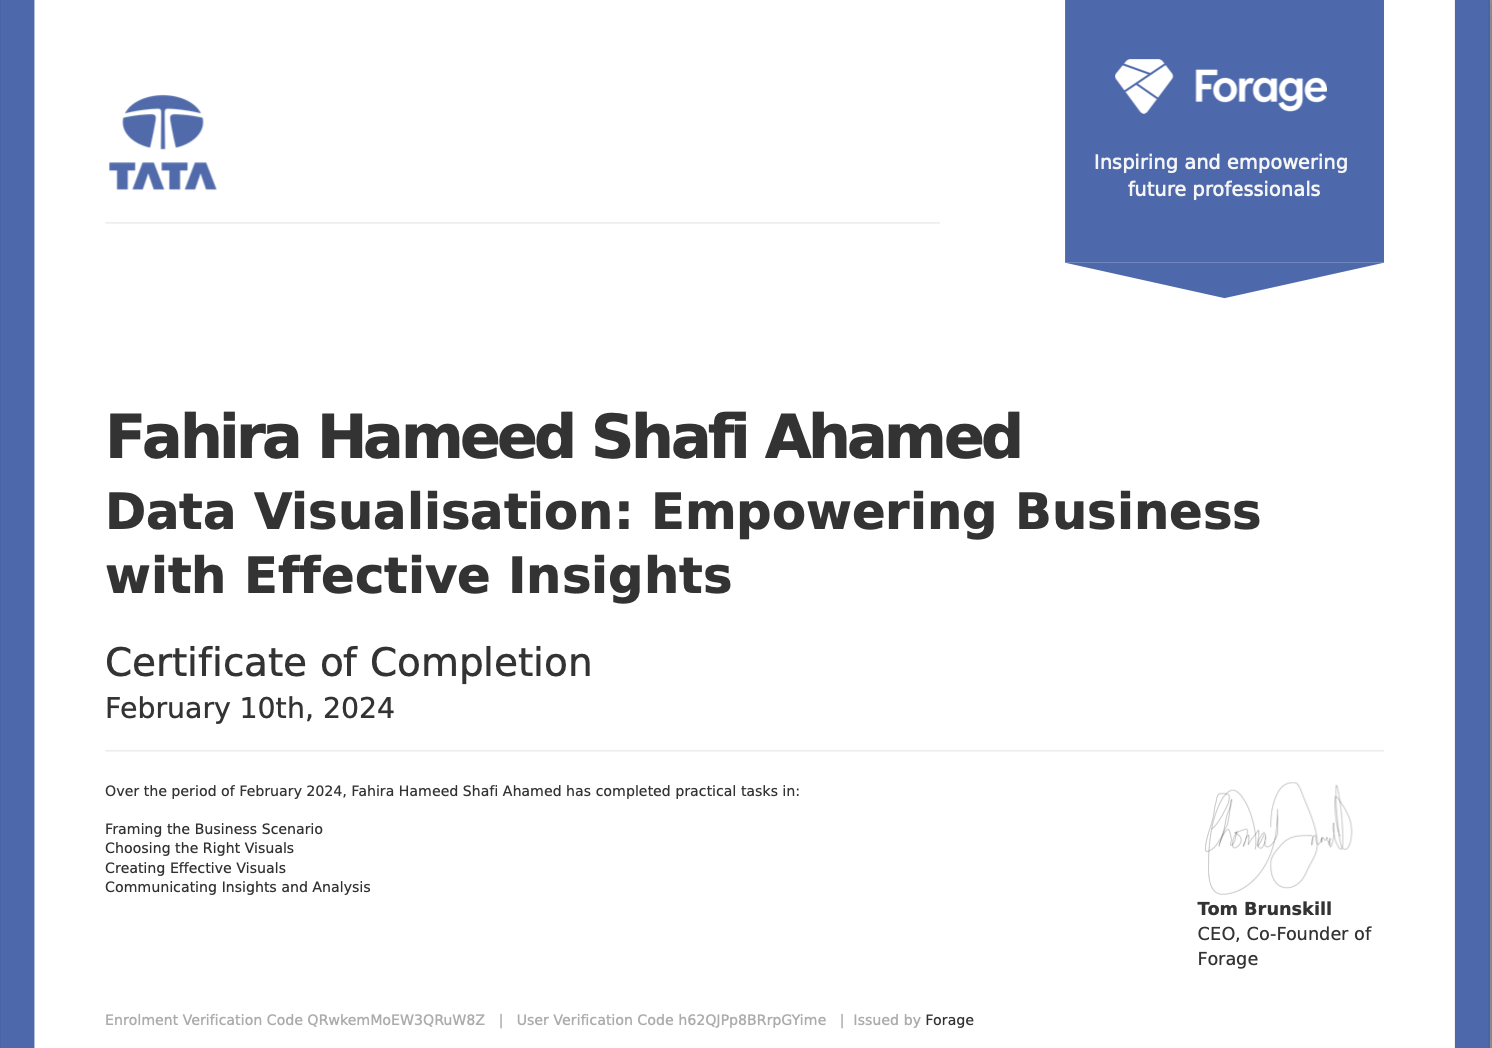 TATA
Forage
Inspiring and empowering
future professionals
Fahira Hameed Shafi Ahamed
Data Visualisation: Empowering Business
with Effective Insights
Certificate of Completion
February 10th, 2024
Over the period of February 2024, Fahira Hameed Shafi Ahamed has completed practical tasks in:
Framing the Business Scenario
Choosing the Right Visuals
Creating Effective Visuals
Communicating Insights and Analysis
Tom Brunskill
CEO, Co-Founder of
Forage
Enrolment Verification Code QRwkemMoEW3QRuW8Z | User Verification Code h62QJPp8BRrpGYime | Issued by Forage